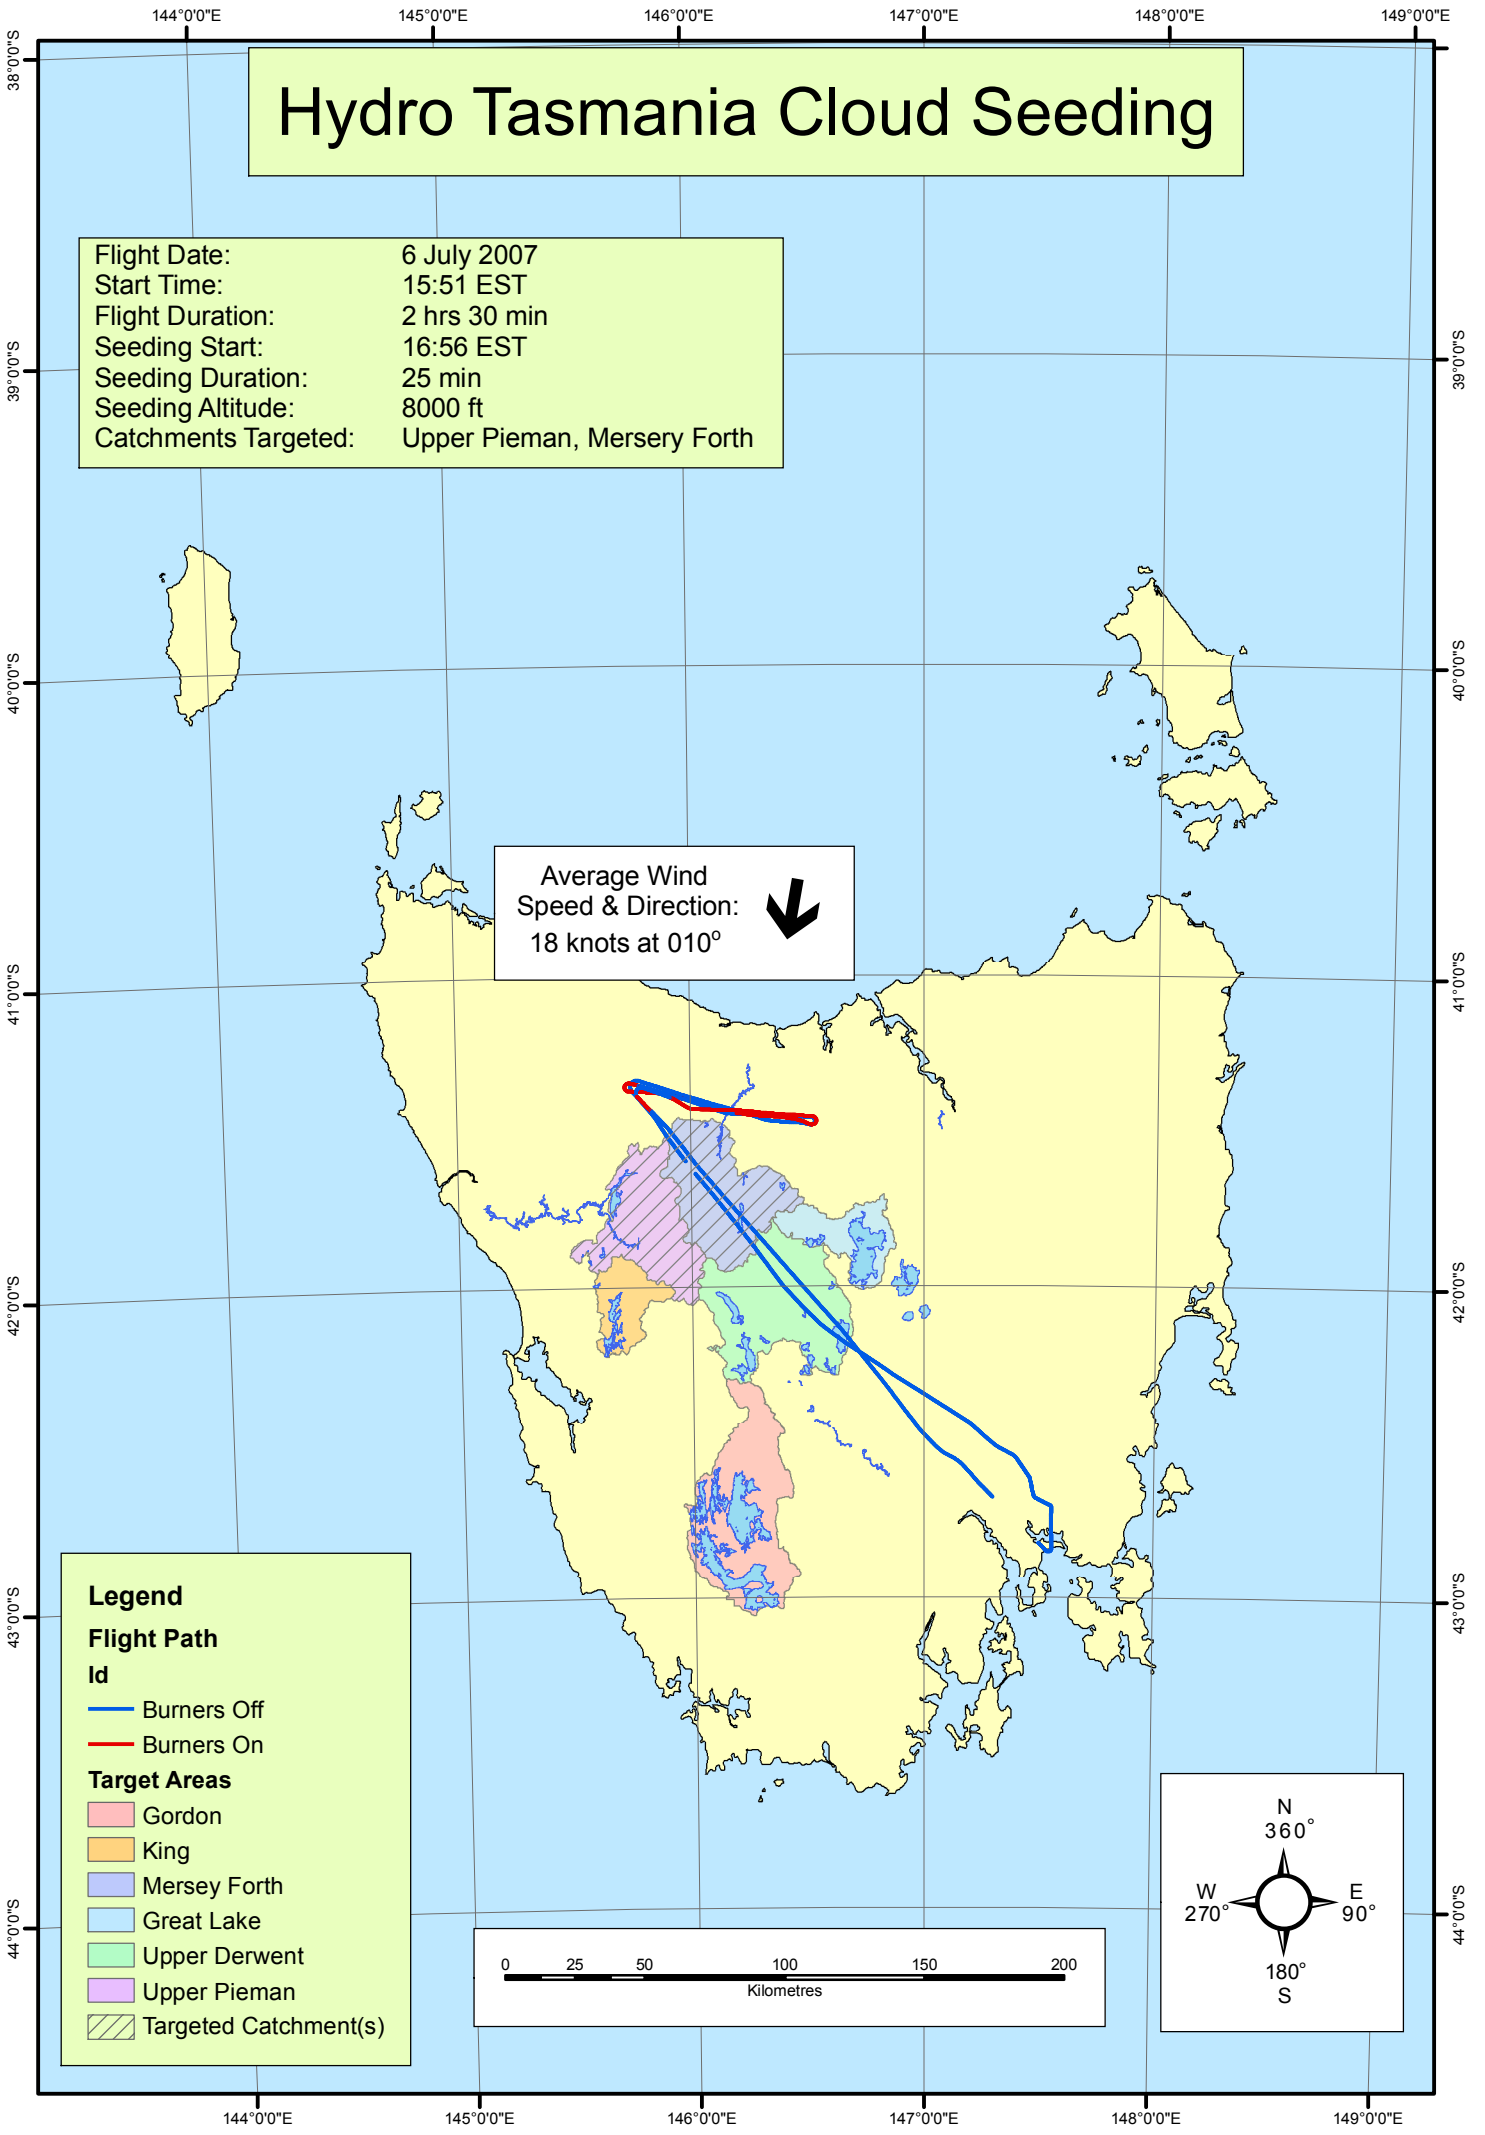 144°0'0"E 145°0'0"E 146°0'0"E 147°0'0"E 148°0'0"E 149°0'0"E
Hydro Tasmania Cloud Seeding
Flight Date: 6 July 2007
Start Time: 15:51 EST
Flight Duration: 2 hrs 30 min
Seeding Start: 16:56 EST
Seeding Duration: 25 min
Seeding Altitude: 8000 ft
Catchments Targeted: Upper Pieman, Mersery Forth
38°0'0"S
39°0'0"S 39°0'0"S
40°0'0"S 40°0'0"S
Average Wind
Speed & Direction:
18 knots at 010°
41°0'0"S 41°0'0"S
42°0'0"S 42°0'0"S
43°0'0"S 43°0'0"S
44°0'0"S 44°0'0"S
Legend
Flight Path
Id
Burners Off
Burners On
Target Areas
Gordon
King
Mersey Forth
Great Lake
Upper Derwent
Upper Pieman
Targeted Catchment(s)
0 25 50 100 150 200
Kilometres
N
360°
W E
270° 90°
180°
S
144°0'0"E 145°0'0"E 146°0'0"E 147°0'0"E 148°0'0"E 149°0'0"E